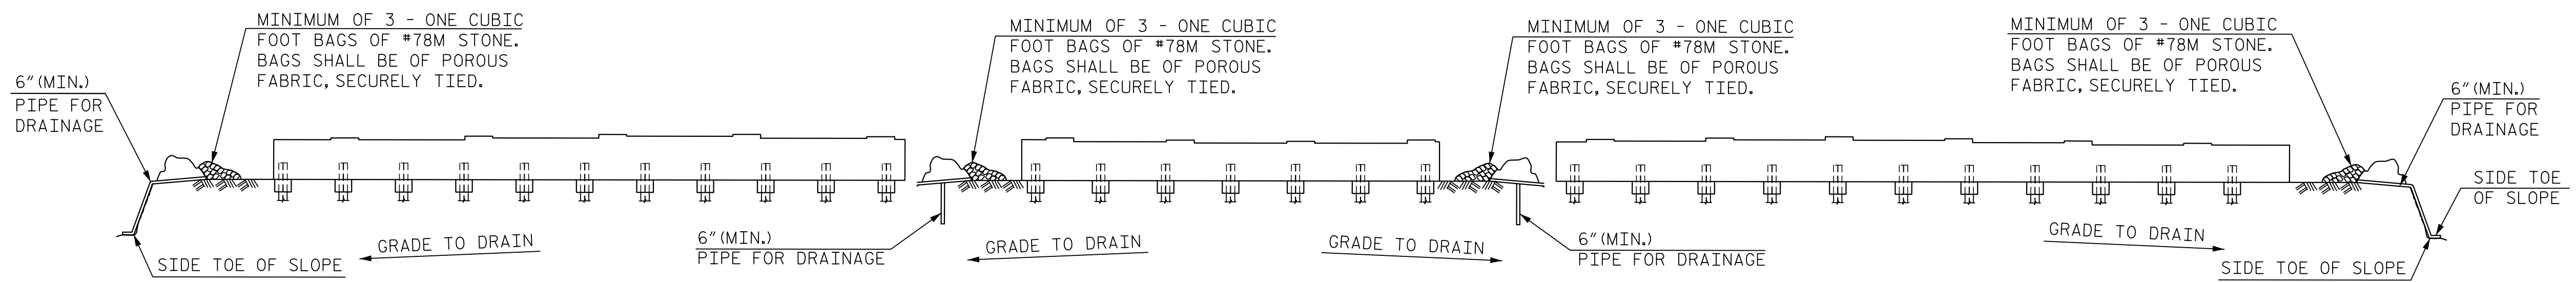 MINIMUM OF 3 - ONE CUBIC
FOOT BAGS OF #78M STONE.
BAGS SHALL BE OF POROUS
FABRIC, SECURELY TIED.
MINIMUM OF 3 - ONE CUBIC
FOOT BAGS OF #78M STONE.
BAGS SHALL BE OF POROUS
FABRIC, SECURELY TIED.
MINIMUM OF 3 - ONE CUBIC
FOOT BAGS OF #78M STONE.
BAGS SHALL BE OF POROUS
FABRIC, SECURELY TIED.
MINIMUM OF 3 - ONE CUBIC
FOOT BAGS OF #78M STONE.
BAGS SHALL BE OF POROUS
FABRIC, SECURELY TIED.
6"(MIN.)
PIPE FOR
DRAINAGE
6"(MIN.)
PIPE FOR
DRAINAGE
SIDE TOE
OF SLOPE
GRADE TO DRAIN
SIDE TOE OF SLOPE
6"(MIN.)
PIPE FOR DRAINAGE
GRADE TO DRAIN
GRADE TO DRAIN
6"(MIN.)
PIPE FOR DRAINAGE
GRADE TO DRAIN
SIDE TOE OF SLOPE